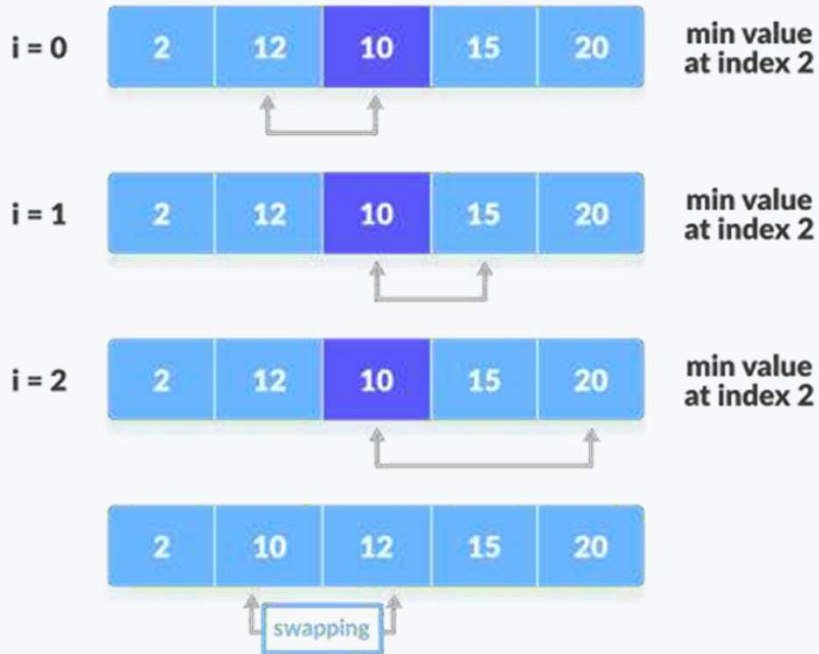 i = 0 2 12 10 15 20 min value
at index 2
i = 1 2 12 10 15 20 min value
at index 2
i = 2 2 12 10 15 20 min value
at index 2
2 10 12 15 20
swapping